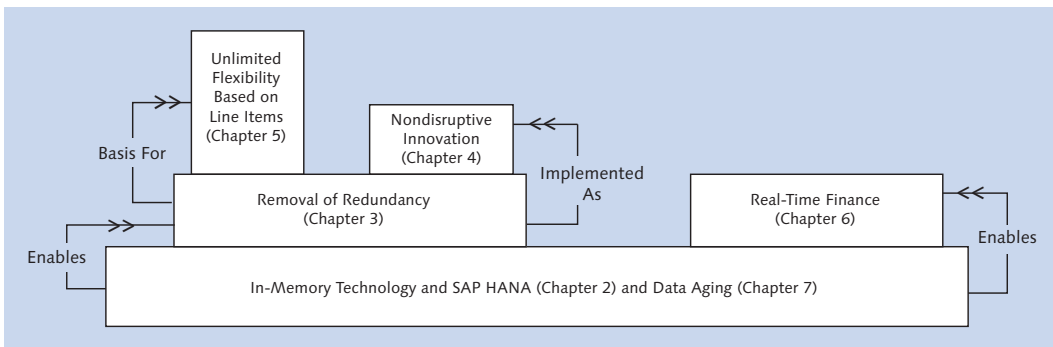 Unlimited
Flexibility
Based on
Line Items
(Chapter 5)
Nondisruptive
Innovation
(Chapter 4)
Basis For
Implemented
As
Removal of Redundancy
(Chapter 3)
Real-Time Finance
(Chapter 6)
Enables
Enables
In-Memory Technology and SAP HANA (Chapter 2) and Data Aging (Chapter 7)